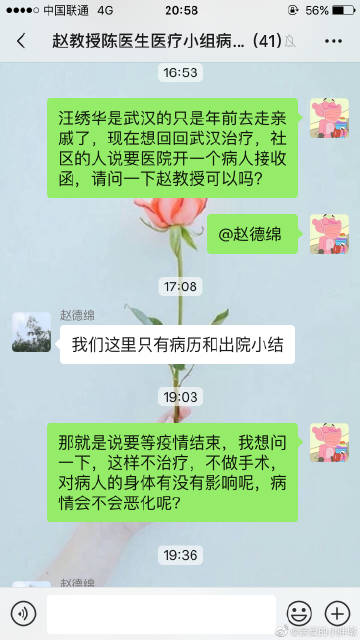 中国联通 4G 20:58 56%
赵教授陈医生医疗小组病... (41)
16:53
汪绣华是武汉的只是年前去走亲
戚了，现在想回回武汉治疗，社
区的人说要医院开一个病人接收
函，请问一下赵教授可以吗？
@赵德绵
17:08
赵德绵
我们这里只有病历和出院小结
19:03
那就是说要等疫情结束，我想问
一下，这样不治疗，不做手术，
对病人的身体有没有影响呢，病
情会不会恶化呢？
19:36
赵德绵